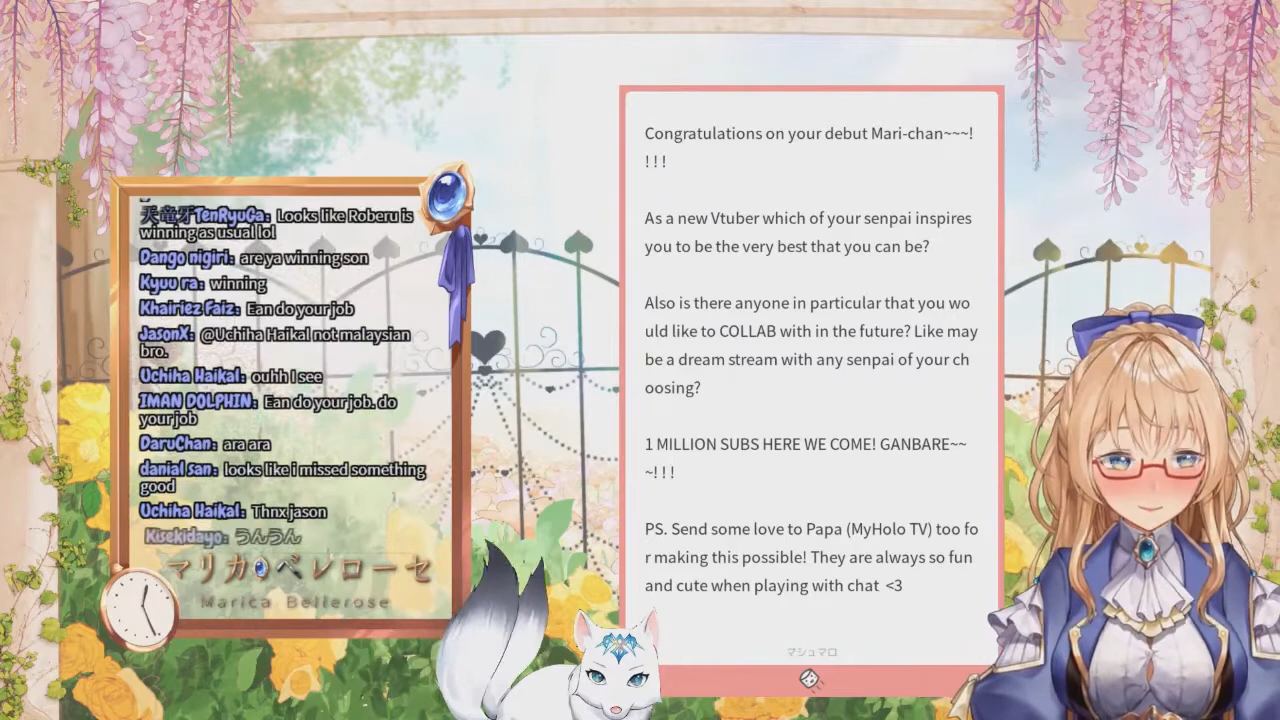 天竜牙TenRyuGa: Looks like Roberu is
winning as usual lol
Dango nigiri: are ya winning son
Kyuu ra: winning
Khairiez Faiz: Ean do your job
JasonX: @Uchiha Haikal not malaysian
bro.
Uchiha Haikal: ouhh I see
IMAN DOLPHIN: Ean do your job. do
your job
DaruChan: ara ara
danial san: looks like i missed something
good
Uchiha Haikal: Thnx jason
Kisekidayo: うんうん
マリカ・ベレローセ
Marica Bellerose
Congratulations on your debut Mari-chan~~~!
! ! !
As a new Vtuber which of your senpai inspires
you to be the very best that you can be?
Also is there anyone in particular that you wo
uld like to COLLAB with in the future? Like may
be a dream stream with any senpai of your ch
oosing?
1 MILLION SUBS HERE WE COME! GANBARE~~
~! ! !
PS. Send some love to Papa (MyHolo TV) too fo
r making this possible! They are always so fun
and cute when playing with chat <3
マシュマロ